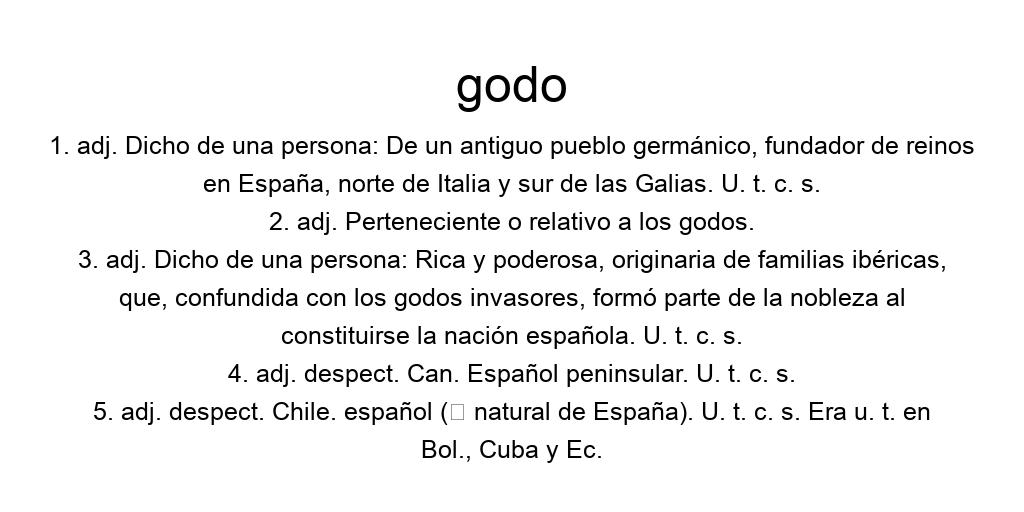 godo
1. adj. Dicho de una persona: De un antiguo pueblo germánico, fundador de reinos
en España, norte de Italia y sur de las Galias. U. t. c. s.
2. adj. Perteneciente o relativo a los godos.
3. adj. Dicho de una persona: Rica y poderosa, originaria de familias ibéricas,
que, confundida con los godos invasores, formó parte de la nobleza al
constituirse la nación española. U. t. c. s.
4. adj. despect. Can. Español peninsular. U. t. c. s.
5. adj. despect. Chile. español (□ natural de España). U. t. c. s. Era u. t. en
Bol., Cuba y Ec.